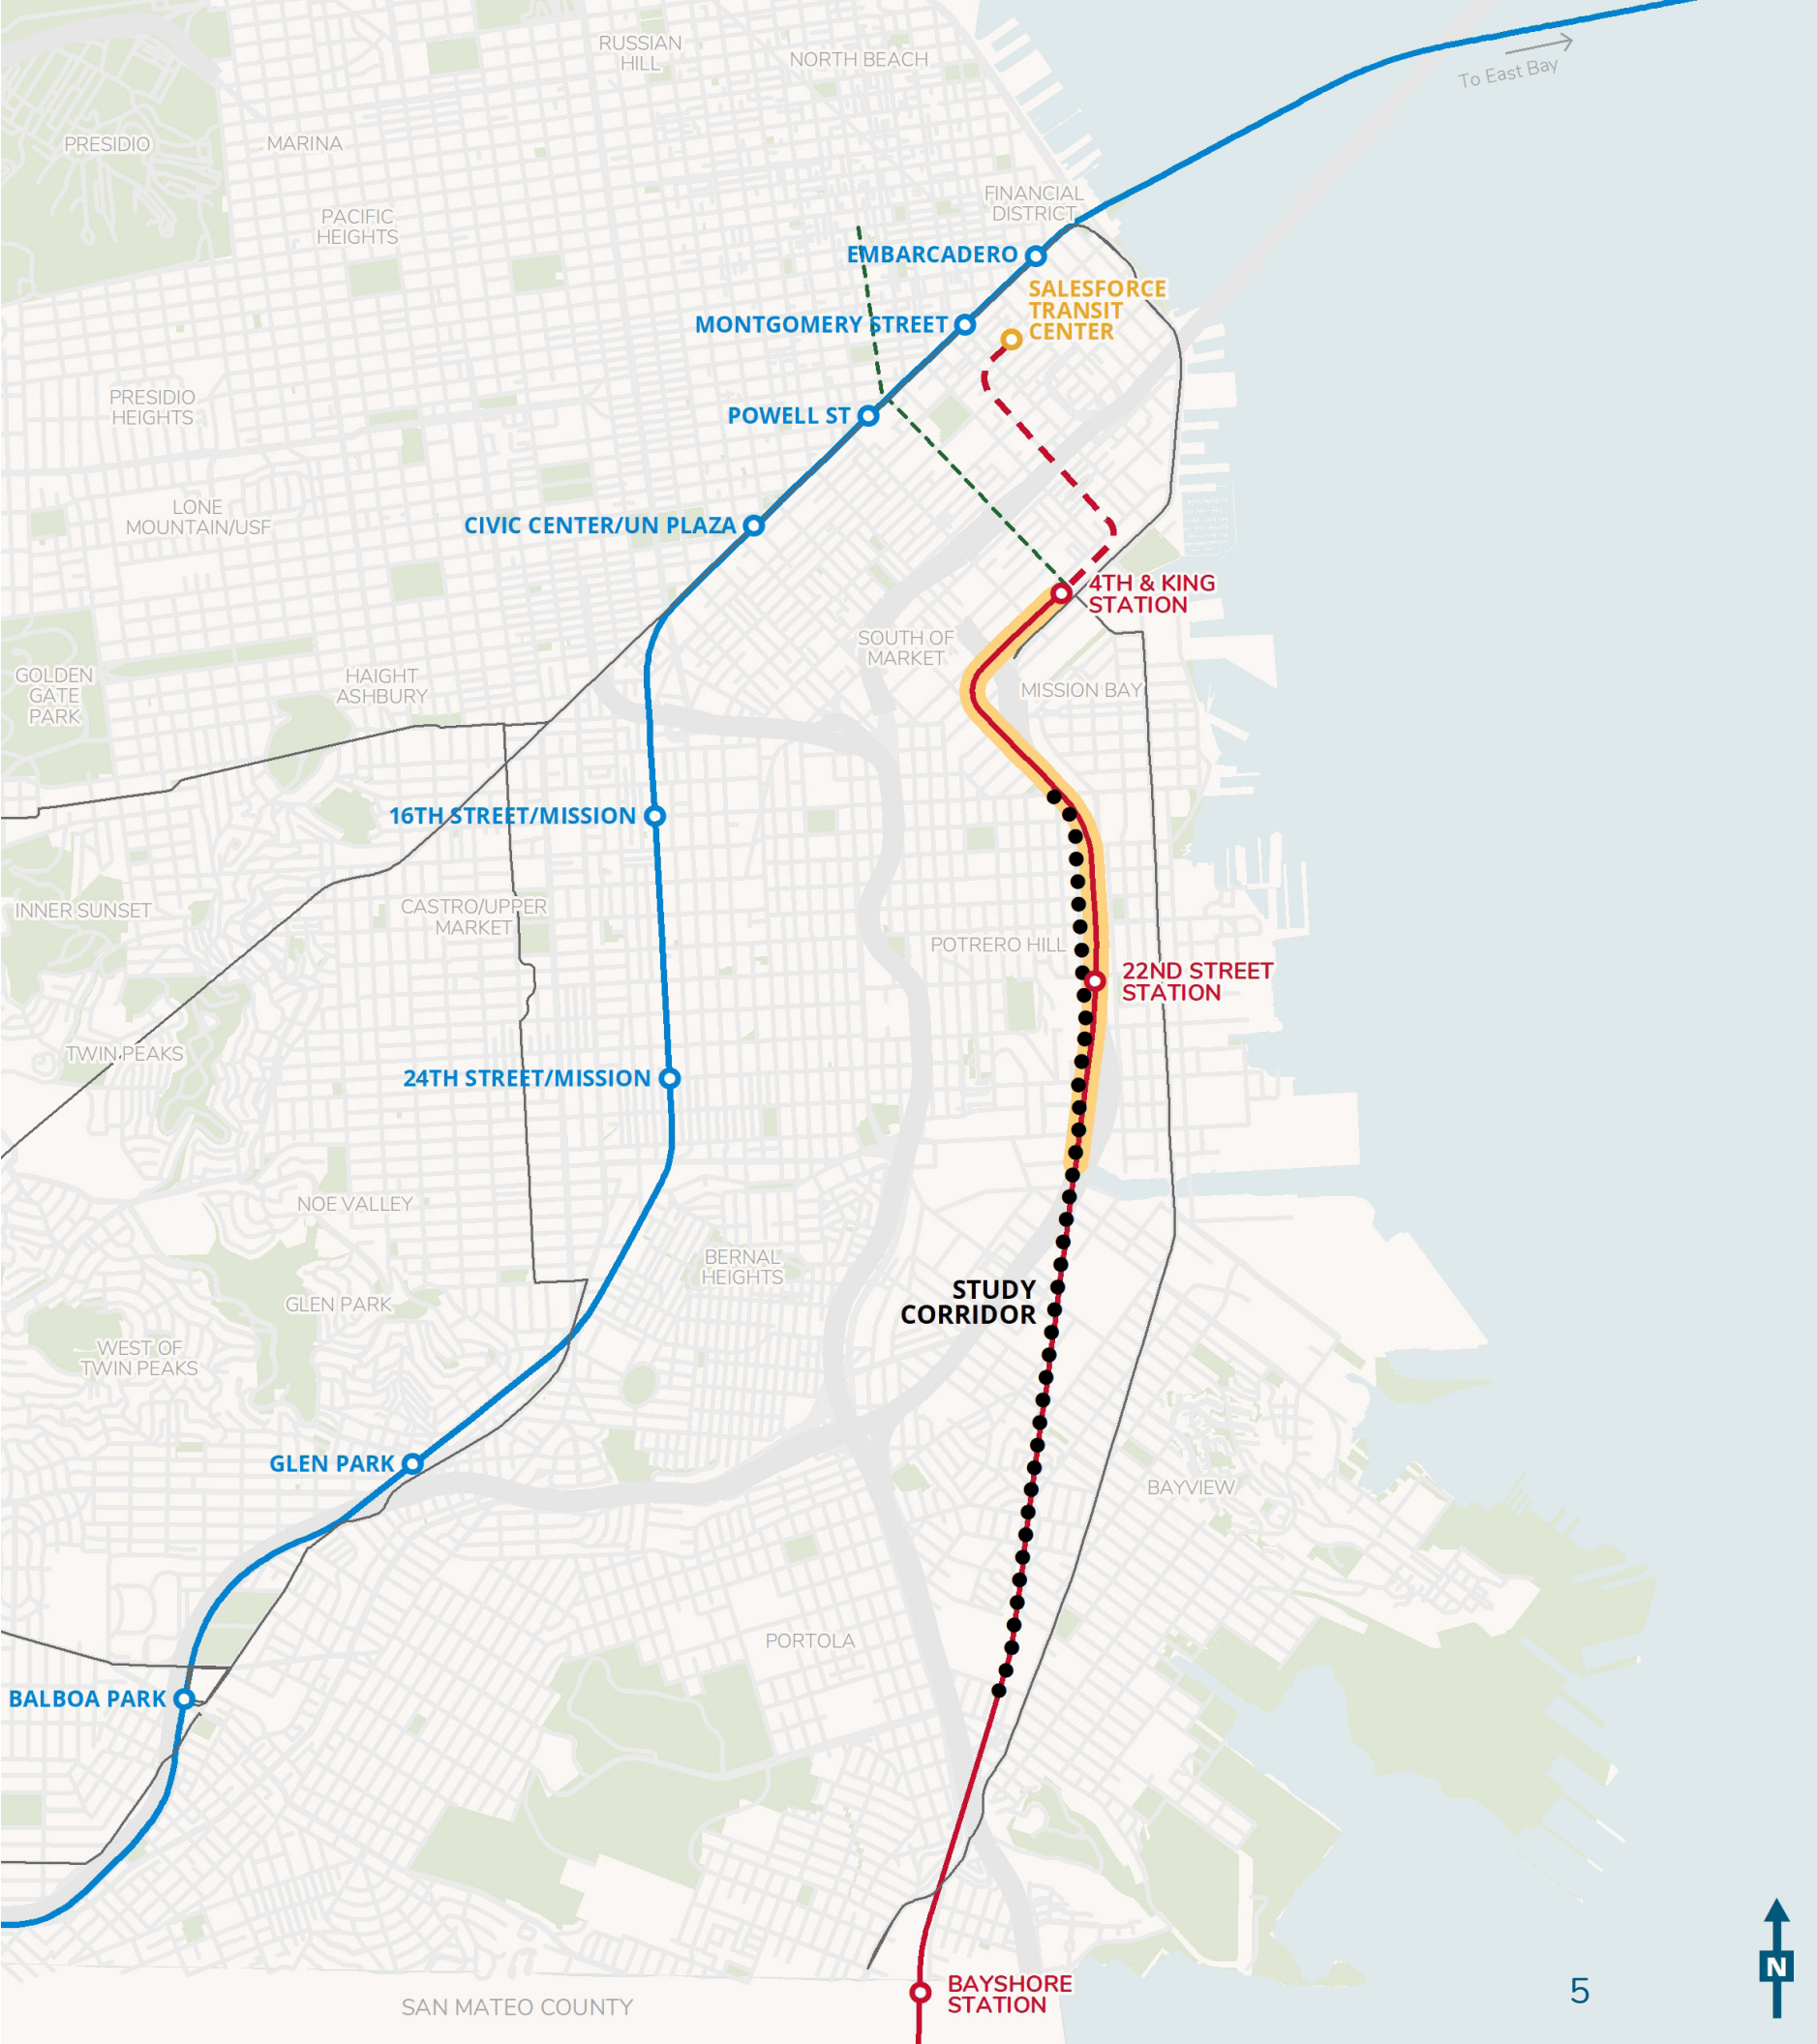 RUSSIAN
HILL
NORTH BEACH
To East Bay
PRESIDIO
MARINA
FINANCIAL
DISTRICT
PACIFIC
HEIGHTS
EMBARCADERO
SALESFORCE
TRANSIT
CENTER
MONTGOMERY STREET
PRESIDIO
HEIGHTS
POWELL ST
LONE
MOUNTAIN/USF
CIVIC CENTER/UN PLAZA
4TH & KING
STATION
SOUTH OF
MARKET
GOLDEN
GATE
PARK
HAIGHT
ASHBURY
MISSION BAY
16TH STREET/MISSION
INNER SUNSET
CASTRO/UPPER
MARKET
POTRERO HILL
22ND STREET
STATION
TWIN PEAKS
24TH STREET/MISSION
NOE VALLEY
BERNAL
HEIGHTS
GLEN PARK
STUDY
CORRIDOR
WEST OF
TWIN PEAKS
GLEN PARK
BAYVIEW
PORTOLA
BALBOA PARK
BAYSHORE
STATION
SAN MATEO COUNTY
5
N